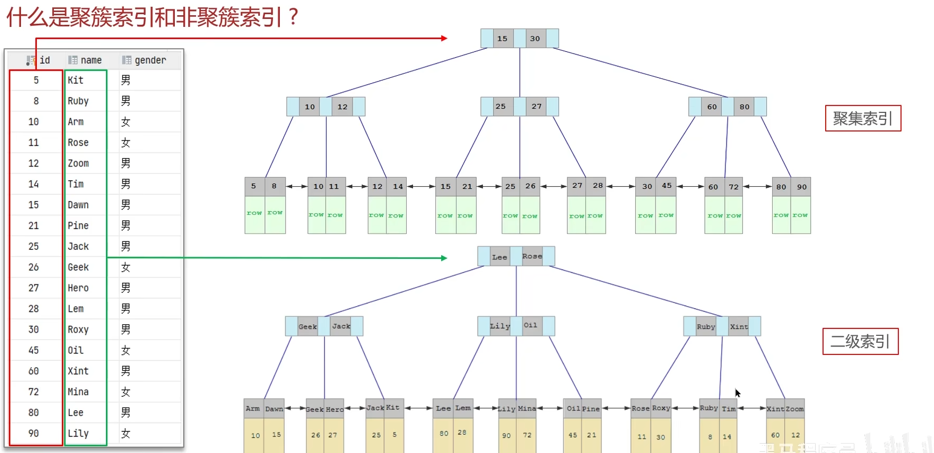 什么是聚簇索引和非聚簇索引？
id name gender
5 Kit 男
8 Ruby 男
10 Arm 女
11 Rose 女
12 Zoom 男
14 Tim 男
15 Dawn 男
21 Pine 男
25 Jack 男
26 Geek 女
27 Hero 男
28 Lem 男
30 Roxy 男
45 Oil 女
60 Xint 男
72 Mina 女
80 Lee 男
90 Lily 女
15 30
10 12 25 27 60 80
聚集索引
5 8 10 11 12 14 15 21 25 26 27 28 30 45 60 72 80 90
row row row row row row row row row row row row row row row row row row
Lee Rose
Geek Jack Lily Oil Ruby Xint
二级索引
Arm Dawn Geek Hero Jack Kit Lee Lem Lily Mina Oil Pine Rose Roxy Ruby Tim Xint Zoom
10 15 26 27 25 5 80 28 90 72 45 21 11 30 8 14 60 12